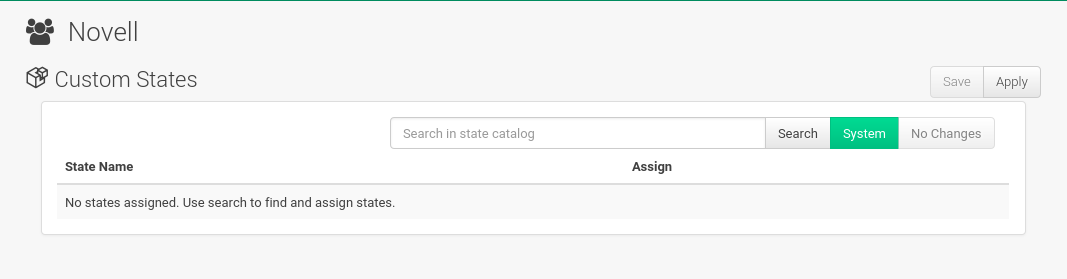 Novell
Custom States
Save Apply
Search in state catalog Search System No Changes
State Name Assign
No states assigned. Use search to find and assign states.